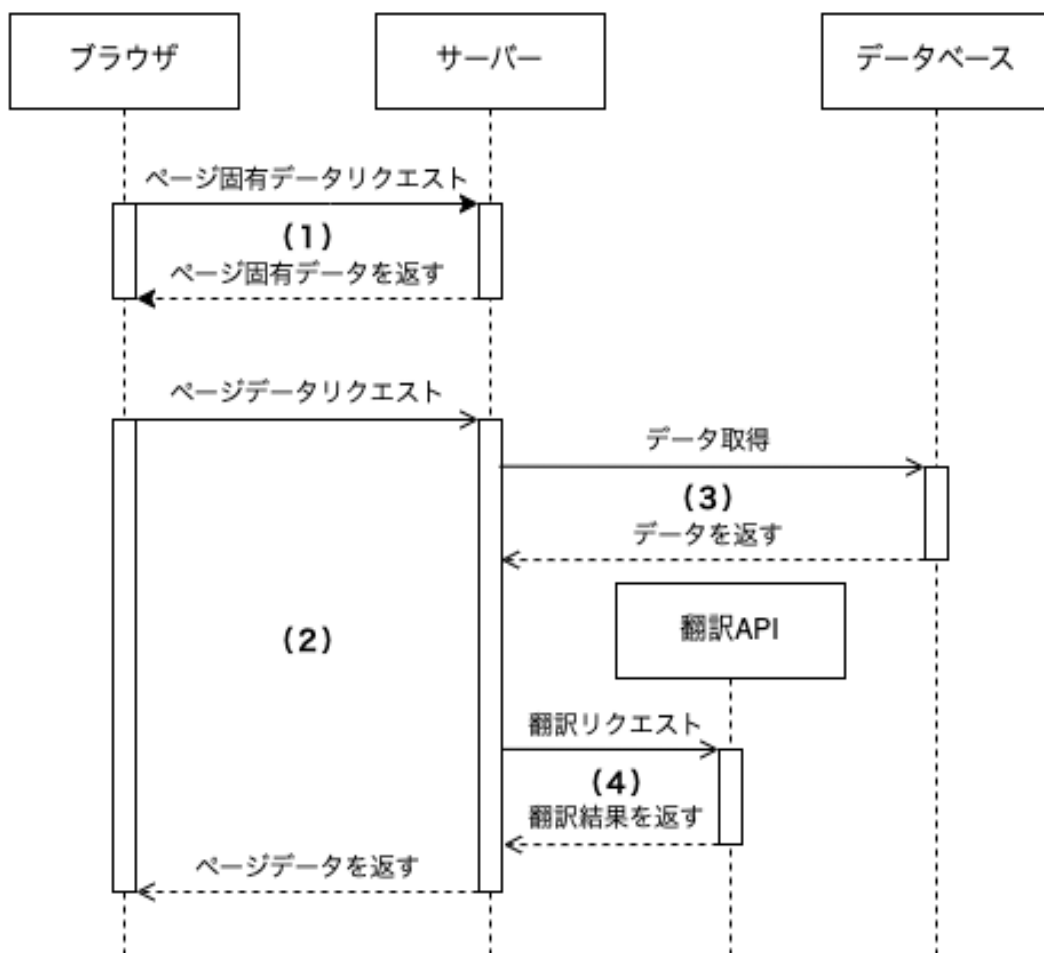 ブラウザ
サーバー
データベース
ページ固有データリクエスト
(1)
ページ固有データを返す
ページデータリクエスト
データ取得
(3)
データを返す
翻訳API
(2)
翻訳リクエスト
(4)
翻訳結果を返す
ページデータを返す